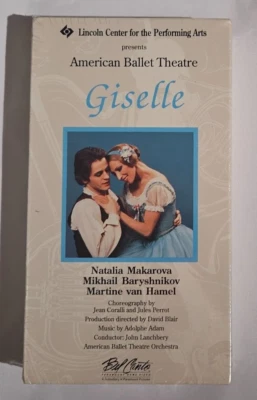 Lincoln Center for the Performing Arts
presents
American Ballet Theatre
Giselle
Natalia Makarova
Mikhail Baryshnikov
Martine van Hamel
Choreography by
Jean Coralli and Jules Perrot
Production directed by David Blair
Music by Adolphe Adam
Conductor: John Lanchbery
American Ballet Theatre Orchestra
Bel Canto